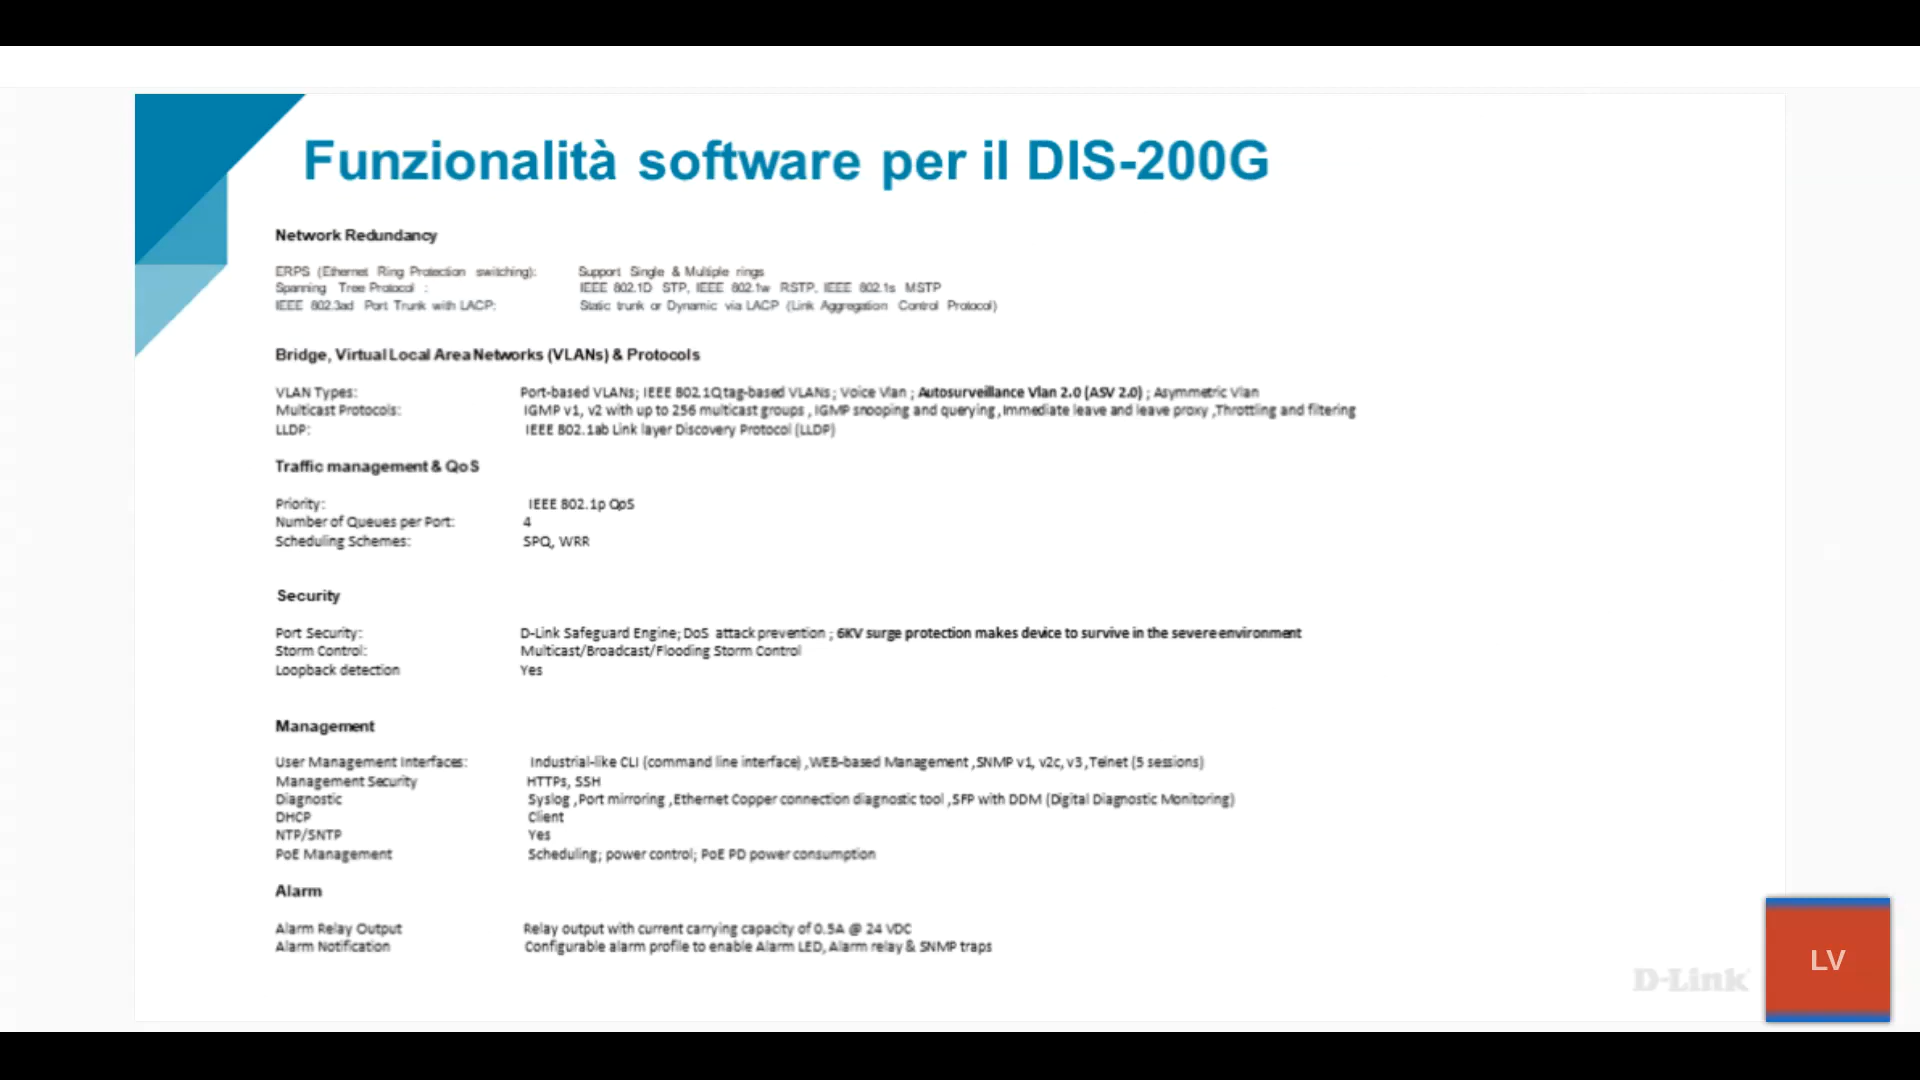 Funzionalità software per il DIS-200G
Network Redundancy
ERPS (Ethernet Ring Protection switching): Support Single & Multiple rings
Spanning Tree Protocol : IEEE 802.1D STP, IEEE 802.1w RSTP, IEEE 802.1s MSTP
IEEE 802.3ad Port Trunk with LACP: Static trunk or Dynamic via LACP (Link Aggregation Control Protocol)
Bridge, Virtual Local Area Networks (VLANs) & Protocols
VLAN Types: Port-based VLANs; IEEE 802.1Q tag-based VLANs ; Voice Vlan ; Autosurveillance Vlan 2.0 (ASV 2.0) ; Asymmetric Vlan
Multicast Protocols: IGMP v1, v2 with up to 256 multicast groups , IGMP snooping and querying ,Immediate leave and leave proxy ,Throttling and filtering
LLDP: IEEE 802.1ab Link layer Discovery Protocol (LLDP)
Traffic management & QoS
Priority: IEEE 802.1p QoS
Number of Queues per Port: 4
Scheduling Schemes: SPQ, WRR
Security
Port Security: D-Link Safeguard Engine; DoS attack prevention ; 6KV surge protection makes device to survive in the severe environment
Storm Control: Multicast/Broadcast/Flooding Storm Control
Loopback detection Yes
Management
User Management Interfaces: Industrial-like CLI (command line interface) ,WEB-based Management ,SNMP v1, v2c, v3 ,Telnet (5 sessions)
Management Security HTTPs, SSH
Diagnostic Syslog ,Port mirroring ,Ethernet Copper connection diagnostic tool ,SFP with DDM (Digital Diagnostic Monitoring)
DHCP Client
NTP/SNTP Yes
PoE Management Scheduling; power control; PoE PD power consumption
Alarm
Alarm Relay Output Relay output with current carrying capacity of 0.5A @ 24 VDC
Alarm Notification Configurable alarm profile to enable Alarm LED, Alarm relay & SNMP traps
D-Link
LV